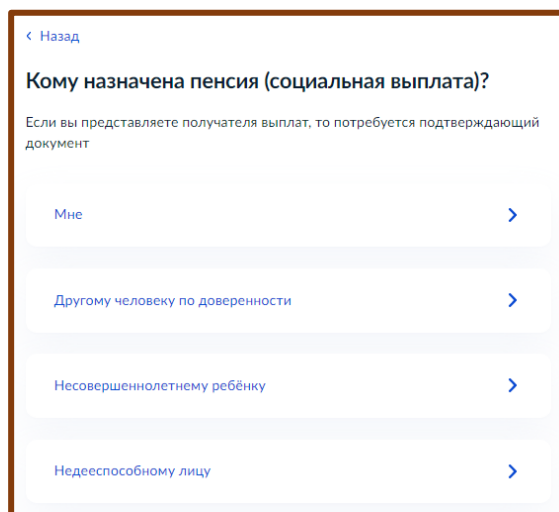 Назад
Кому назначена пенсия (социальная выплата)?
Если вы представляете получателя выплат, то потребуется подтверждающий
документ
Мне
Другому человеку по доверенности
Несовершеннолетнему ребёнку
Недееспособному лицу